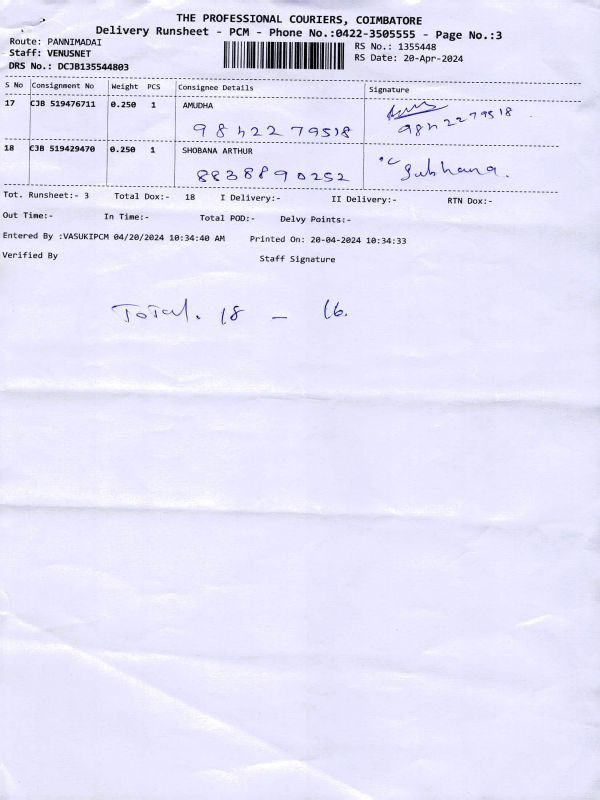 THE PROFESSIONAL COURIERS, COIMBATORE
Delivery Runsheet - PCM - Phone No.:0422-3505555 - Page No.:3
Route: PANNIMADAI
RS No.: 1355448
Staff: VENUSNET
RS Date: 20-Apr-2024
DRS No.: DCJB135544803
S No Consignment No Weight PCS Consignee Details Signature
17 CJB 519476711 0.250 1 AMUDHA
9842279518 9842279518
18 CJB 519429470 0.250 1 SHOBANA ARTHUR
8838890252 Subhana.
Tot. Runsheet:- 3 Total Dox:- 18 I Delivery:- II Delivery:- RTN Dox:-
Out Time:- In Time:- Total POD:- Delvy Points:-
Entered By :VASUKIPCM 04/20/2024 10:34:40 AM Printed On: 20-04-2024 10:34:33
Verified By Staff Signature
Total. 18 - 16.